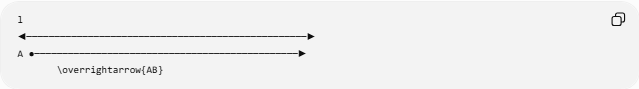 1
◄────────────────────────────────────────────────►
A •──────────────────────────────────────────────►
\overrightarrow{AB}